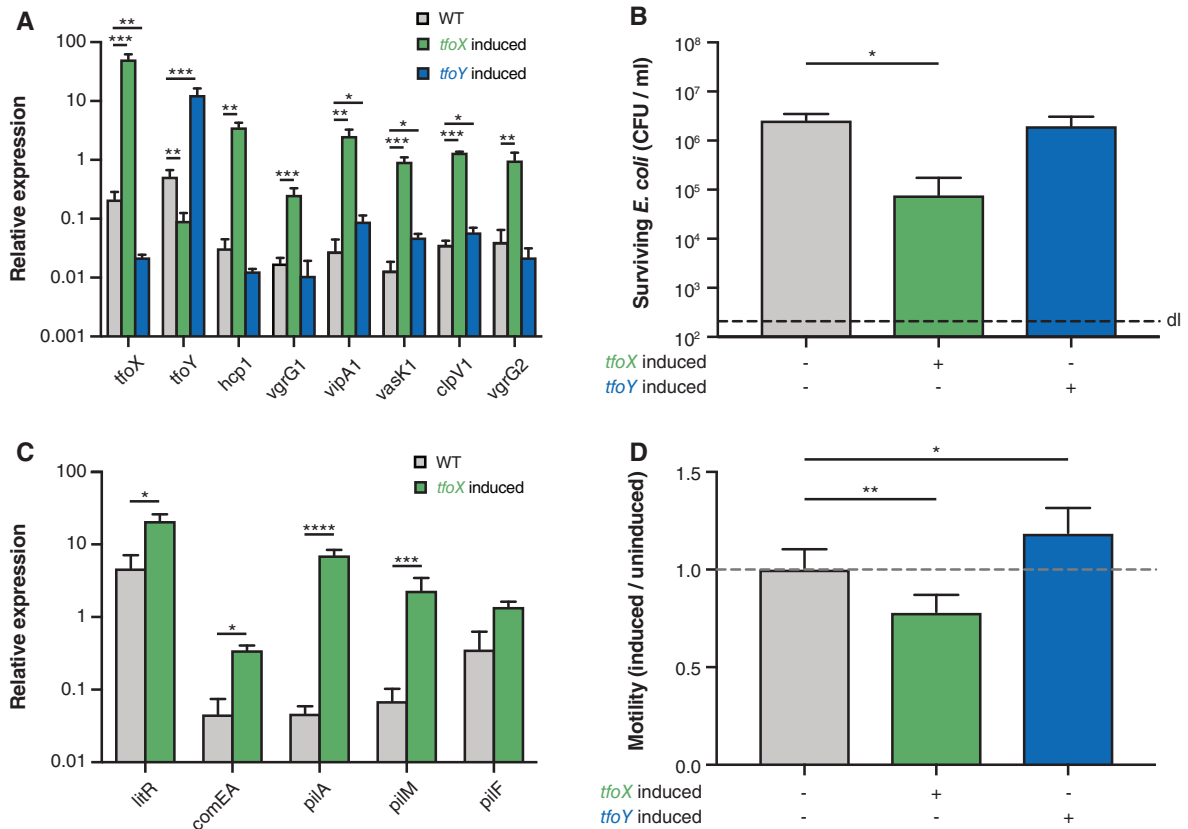 A
WT
tfoX induced
tfoY induced
Relative expression
100
10
1
0.1
0.01
0.001
** *** *** ** ** *** * ** * *** * *** **
tfoX tfoY hcp1 vgrG1 vipA1 vasK1 clpV1 vgrG2
B
Surviving E. coli (CFU / ml)
10⁸
10⁷
10⁶
10⁵
10⁴
10³
10²
*
dl
tfoX induced - + -
tfoY induced - - +
C
WT
tfoX induced
Relative expression
100
10
1
0.1
0.01
* * **** ***
litR comEA pilA pilM pilF
D
Motility (induced / uninduced)
1.5
1.0
0.5
0.0
*
**
tfoX induced - + -
tfoY induced - - +